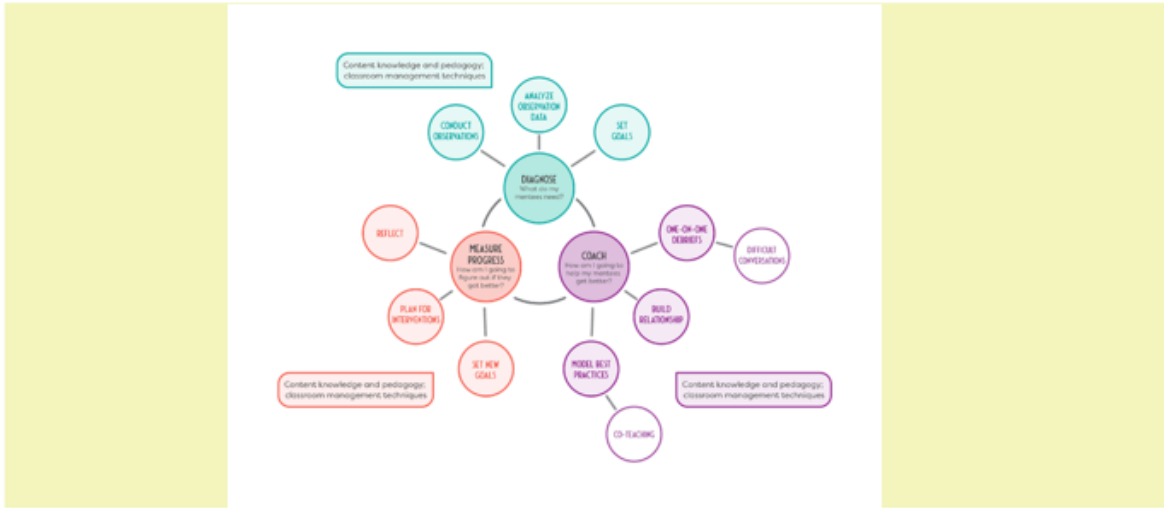 Content knowledge and pedagogy;
classroom management techniques
ANALYZE
OBSERVATION
DATA
CONDUCT
OBSERVATIONS
SET
GOALS
DIAGNOSE
What do my
mentees need?
REFLECT
MEASURE
PROGRESS
How am I going to
figure out if they
got better?
COACH
How am I going to
help my mentees
get better?
ONE-ON-ONE
DEBRIEFS
DIFFICULT
CONVERSATIONS
PLAN FOR
INTERVENTIONS
BUILD
RELATIONSHIP
SET NEW
GOALS
MODEL BEST
PRACTICES
Content knowledge and pedagogy;
classroom management techniques
Content knowledge and pedagogy;
classroom management techniques
CO-TEACHING